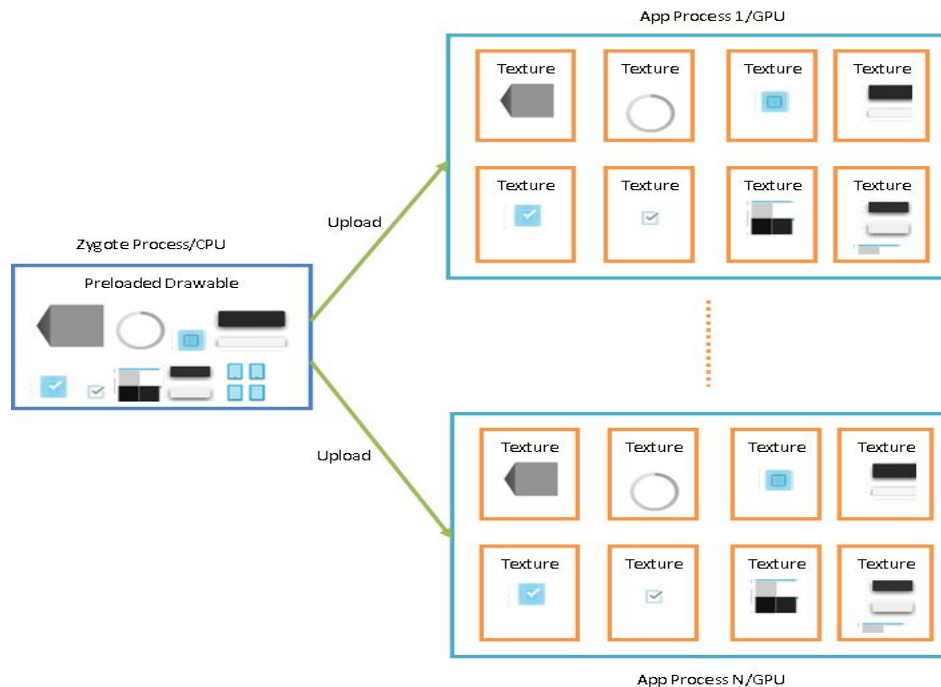 App Process 1/GPU
Texture Texture Texture Texture
Texture Texture Texture Texture
Upload
Zygote Process/CPU
Preloaded Drawable
Upload
Texture Texture Texture Texture
Texture Texture Texture Texture
App Process N/GPU